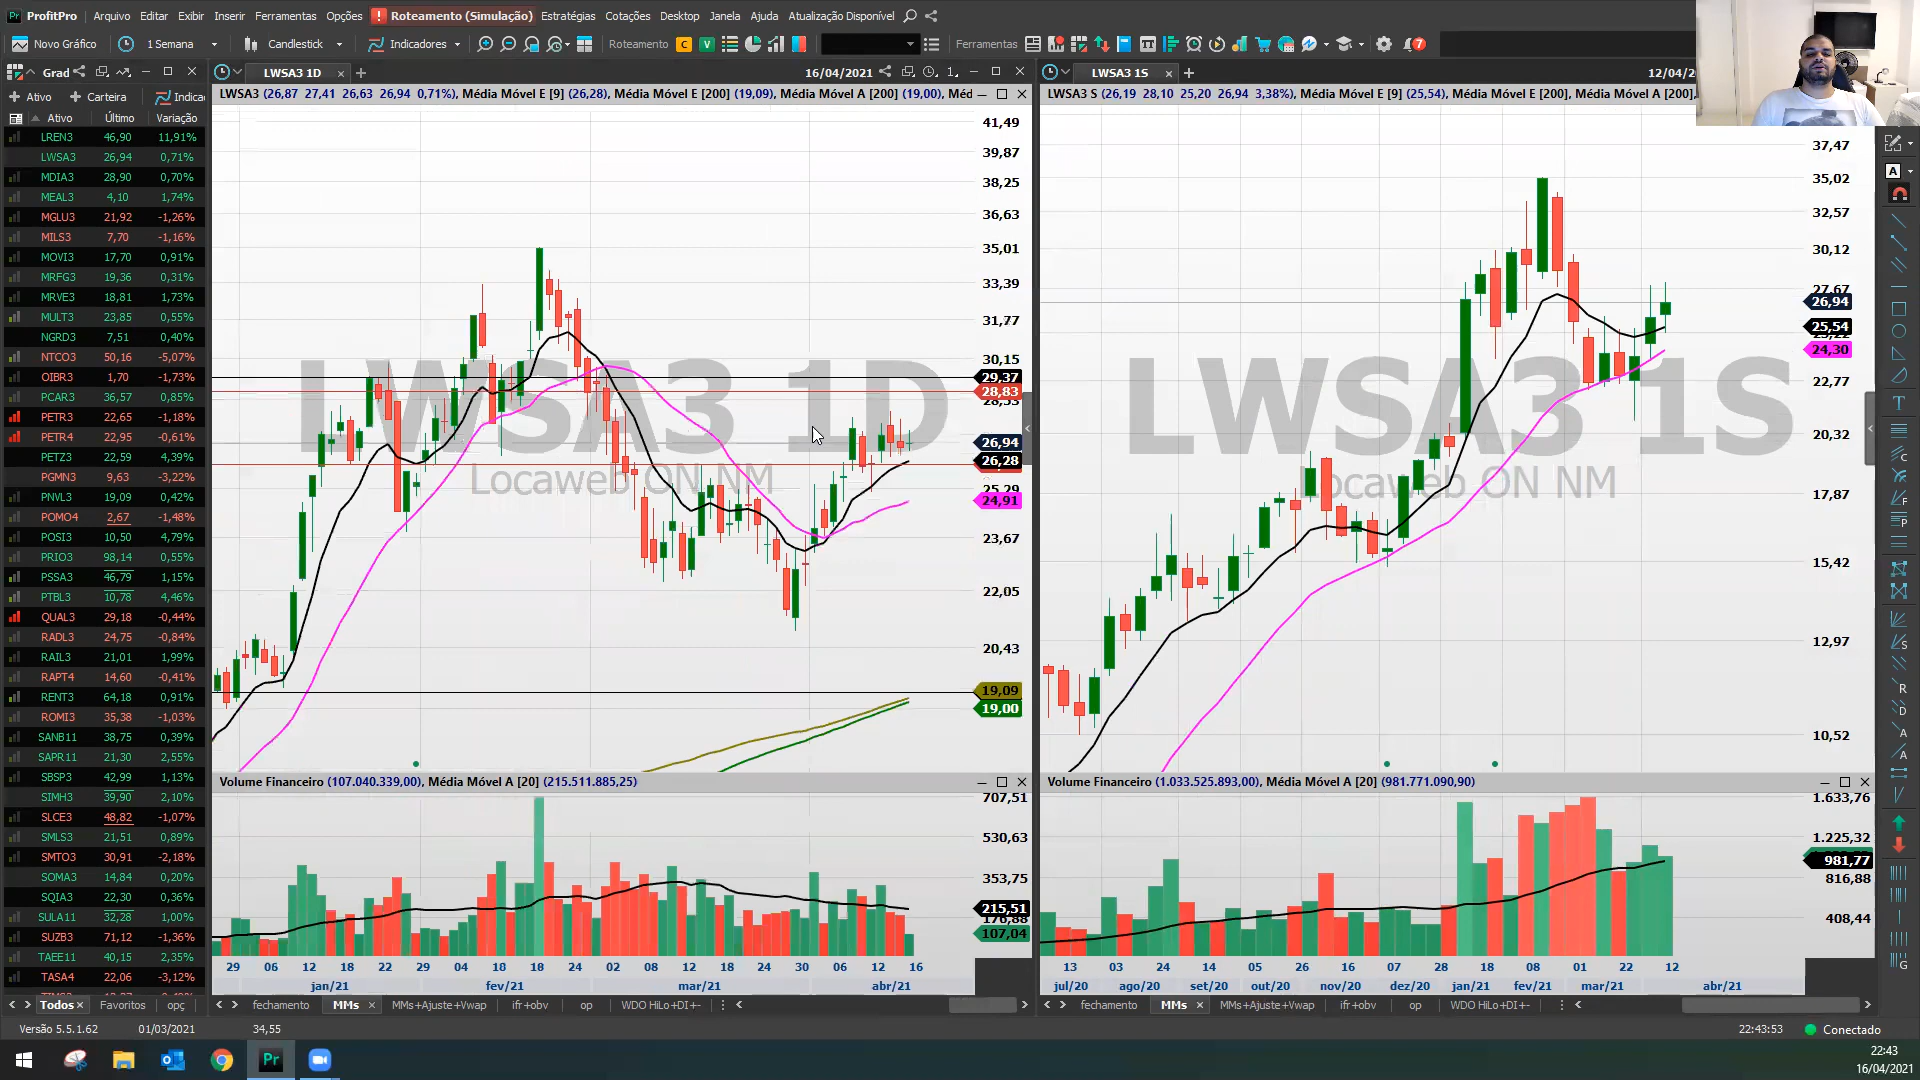 ProfitPro Arquivo Editar Exibir Inserir Ferramentas Opções Roteamento (Simulação) Estratégias Cotações Desktop Janela Ajuda Atualização Disponível
Novo Gráfico 1 Semana Candlestick Indicadores Roteamento C V Ferramentas 7
Grad LWSA3 1D 16/04/2021 1 LWSA3 1S 12/04/2
Ativo Carteira Indica
LWSA3 (26,87 27,41 26,63 26,94 0,71%), Média Móvel E [9] (26,28), Média Móvel E [200] (19,09), Média Móvel A [200] (19,00), Méd
LWSA3 S (26,19 28,10 25,20 26,94 3,38%), Média Móvel E [9] (25,54), Média Móvel E [200], Média Móvel A [200],
Ativo Último Variação
LREN3 46,90 11,91%
LWSA3 26,94 0,71%
MDIA3 28,90 0,70%
MEAL3 4,10 1,74%
MGLU3 21,92 -1,26%
MILS3 7,70 -1,16%
MOVI3 17,70 0,91%
MRFG3 19,36 0,31%
MRVE3 18,81 1,73%
MULT3 23,85 0,55%
NGRD3 7,51 0,40%
NTCO3 50,16 -5,07%
OIBR3 1,70 -1,73%
PCAR3 36,57 0,85%
PETR3 22,65 -1,18%
PETR4 22,95 -0,61%
PETZ3 22,59 4,39%
PGMN3 9,63 -3,22%
PNVL3 19,09 0,42%
POMO4 2,67 -1,48%
POSI3 10,50 4,79%
PRIO3 98,14 0,55%
PSSA3 46,79 1,15%
PTBL3 10,78 4,46%
QUAL3 29,18 -0,44%
RADL3 24,75 -0,84%
RAIL3 21,01 1,99%
RAPT4 14,60 -0,41%
RENT3 64,18 0,91%
ROMI3 35,38 -1,03%
SANB11 38,75 0,39%
SAPR11 21,30 2,55%
SBSP3 42,99 1,13%
SIMH3 39,90 2,10%
SLCE3 48,82 -1,07%
SMLS3 21,51 0,89%
SMTO3 30,91 -2,18%
SOMA3 14,84 0,20%
SQIA3 22,30 0,36%
SULA11 32,28 1,00%
SUZB3 71,12 -1,36%
TAEE11 40,15 2,35%
TASA4 22,06 -3,12%
LWSA3 1D
Locaweb ON NM
41,49
39,87
38,25
36,63
35,01
33,39
31,77
30,15
29,37
28,83
26,94
26,28
25,29
24,91
23,67
22,05
20,43
19,09
19,00
LWSA3 1S
Locaweb ON NM
37,47
35,02
32,57
30,12
27,67
26,94
25,54
24,30
22,77
20,32
17,87
15,42
12,97
10,52
Volume Financeiro (107.040.339,00), Média Móvel A [20] (215.511.885,25)
707,51
530,63
353,75
215,51
176,88
107,04
29 06 12 18 22 29 04 10 18 24 02 08 12 18 24 30 06 12 16
jan/21 fev/21 mar/21 abr/21
Volume Financeiro (1.033.525.893,00), Média Móvel A [20] (981.771.090,90)
1.633,76
1.225,32
981,77
816,88
408,44
13 03 24 14 05 26 16 07 28 18 08 01 22 12
jul/20 ago/20 set/20 out/20 nov/20 dez/20 jan/21 fev/21 mar/21 abr/21
Todos Favoritos opç
fechamento MMs MMs+Ajuste+Vwap ifr+obv op WDO HiLo+DI+-
fechamento MMs MMs+Ajuste+Vwap ifr+obv op WDO HiLo+DI+-
Versão 5.5.1.62 01/03/2021 34,55 22:43:53 Conectado
Pr
22:43
16/04/2021